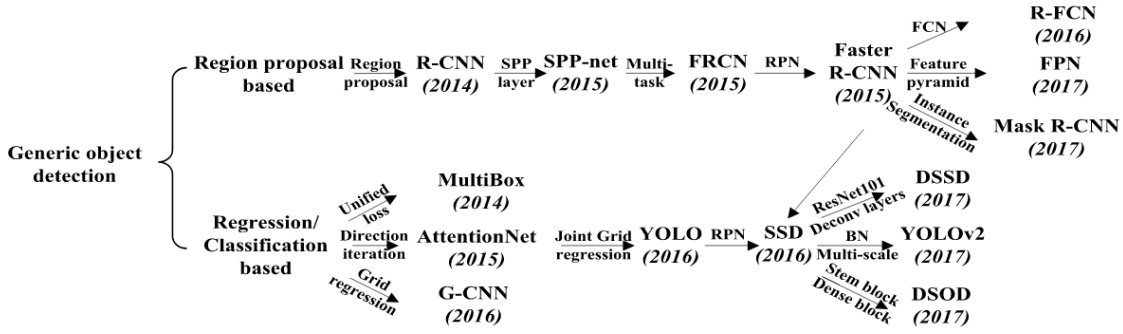 Generic object
detection
Region proposal
based
Region
proposal
R-CNN
(2014)
SPP
layer
SPP-net
(2015)
Multi-
task
FRCN
(2015)
RPN
Faster
R-CNN
(2015)
FCN
R-FCN
(2016)
Feature
pyramid
FPN
(2017)
Instance
Segmentation
Mask R-CNN
(2017)
Regression/
Classification
based
Unified
loss
MultiBox
(2014)
Direction
iteration
AttentionNet
(2015)
Grid
regression
G-CNN
(2016)
Joint Grid
regression
YOLO
(2016)
RPN
SSD
(2016)
ResNet101
Deconv layers
DSSD
(2017)
BN
Multi-scale
YOLOv2
(2017)
Stem block
Dense block
DSOD
(2017)